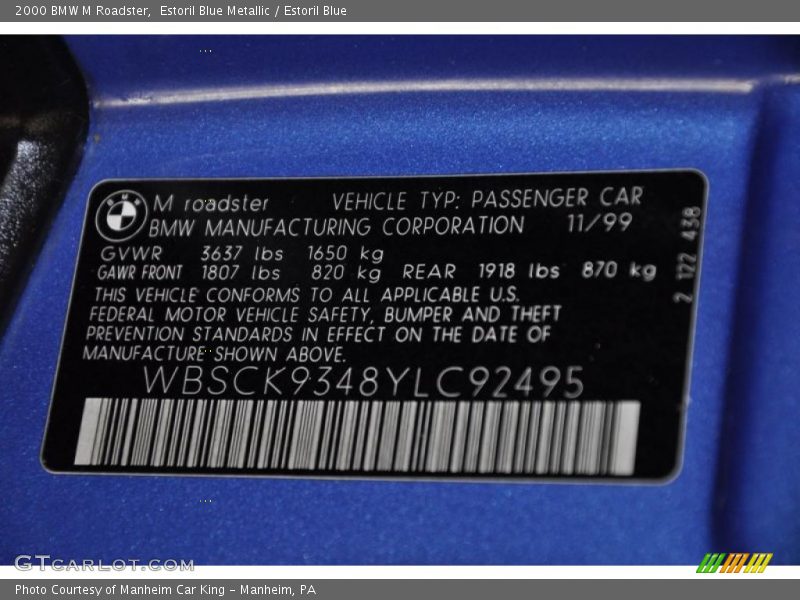 2000 BMW M Roadster, Estoril Blue Metallic / Estoril Blue
M roadster VEHICLE TYP: PASSENGER CAR
BMW MANUFACTURING CORPORATION 11/99
GVWR 3637 lbs 1650 kg
GAWR FRONT 1807 lbs 820 kg REAR 1918 lbs 870 kg
THIS VEHICLE CONFORMS TO ALL APPLICABLE U.S.
FEDERAL MOTOR VEHICLE SAFETY, BUMPER AND THEFT
PREVENTION STANDARDS IN EFFECT ON THE DATE OF
MANUFACTURE SHOWN ABOVE.
WBSCK9348YLC92495
2 122 438
GTCARLOT.COM
Photo Courtesy of Manheim Car King – Manheim, PA